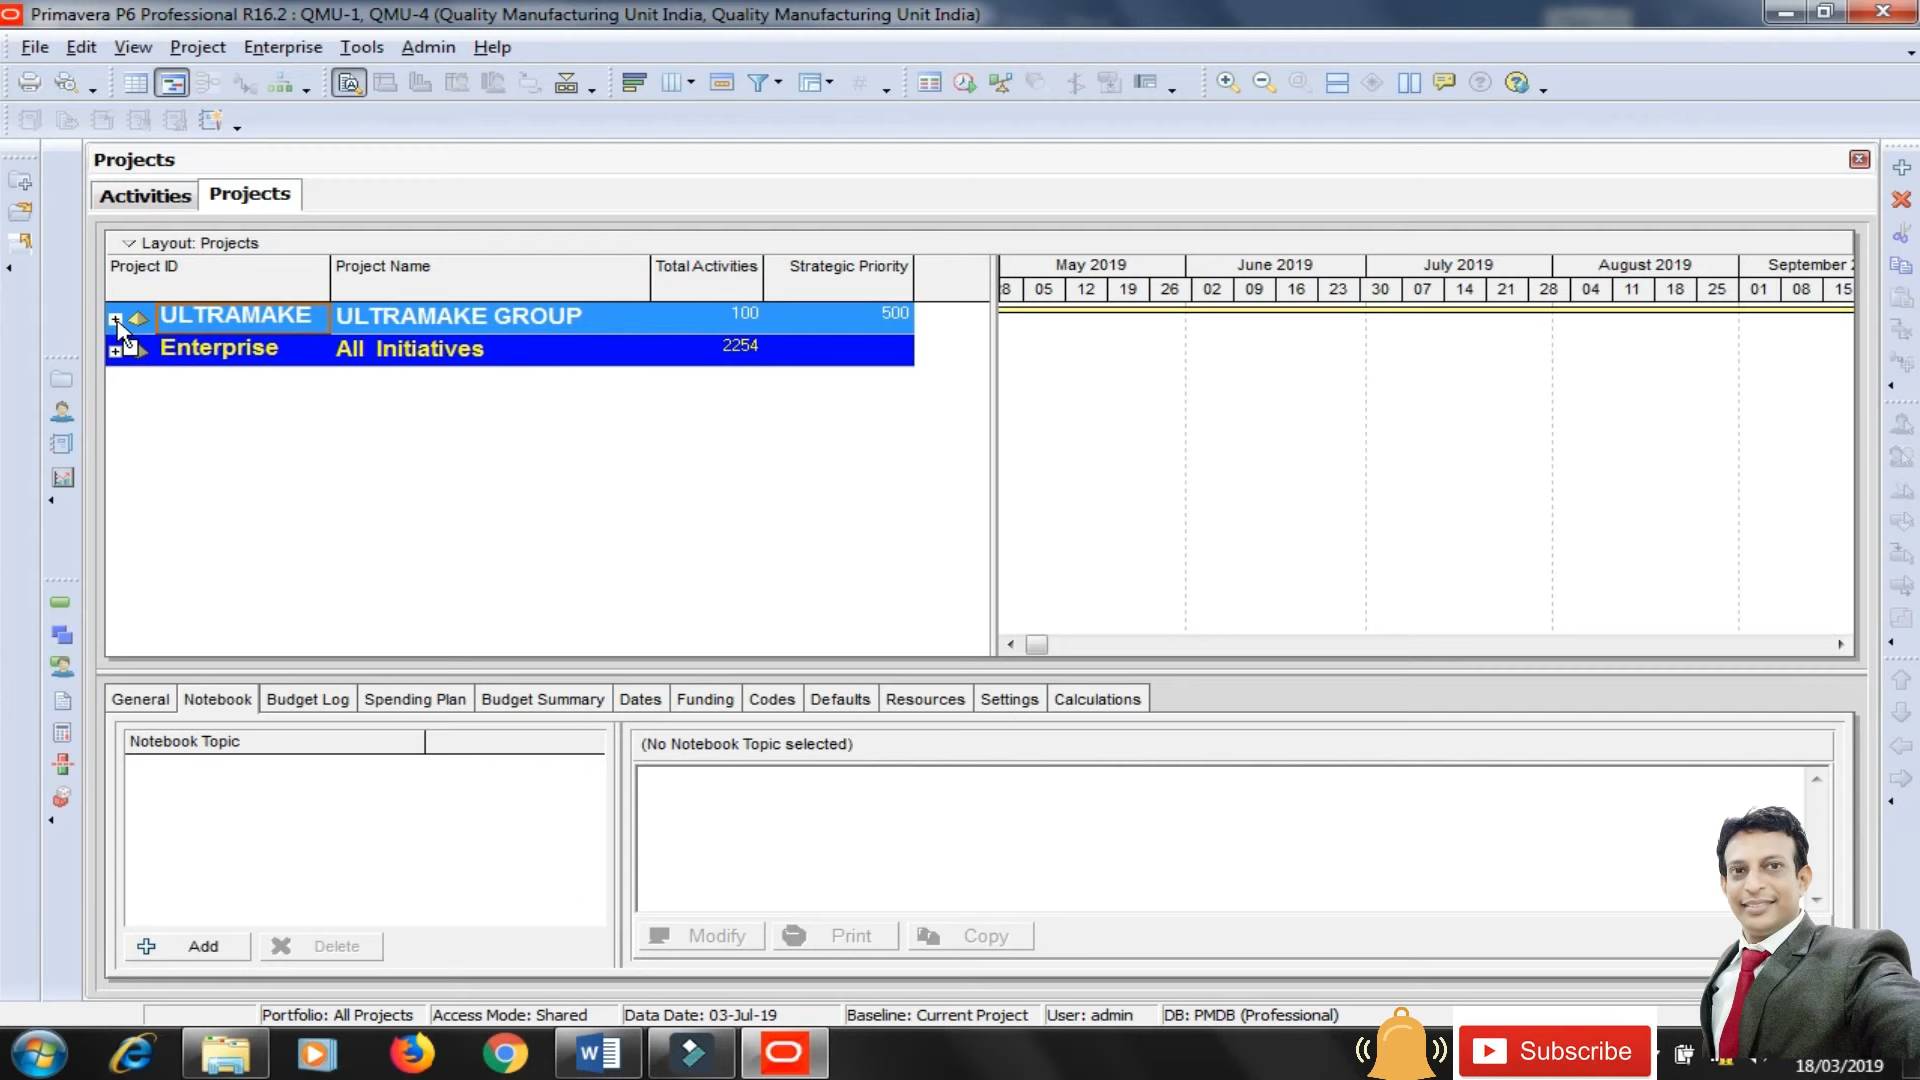 Primavera P6 Professional R16.2 : QMU-1, QMU-4 (Quality Manufacturing Unit India, Quality Manufacturing Unit India)
File Edit View Project Enterprise Tools Admin Help
Projects
Activities Projects
Layout: Projects
Project ID Project Name Total Activities Strategic Priority
May 2019 June 2019 July 2019 August 2019 September
05 12 19 26 02 09 16 23 30 07 14 21 28 04 11 18 25 01 08 15
ULTRAMAKE ULTRAMAKE GROUP 100 500
Enterprise All Initiatives 2254
General Notebook Budget Log Spending Plan Budget Summary Dates Funding Codes Defaults Resources Settings Calculations
Notebook Topic
(No Notebook Topic selected)
Modify Print Copy
Add Delete
Portfolio: All Projects Access Mode: Shared Data Date: 03-Jul-19 Baseline: Current Project User: admin DB: PMDB (Professional)
Subscribe
18/03/2019